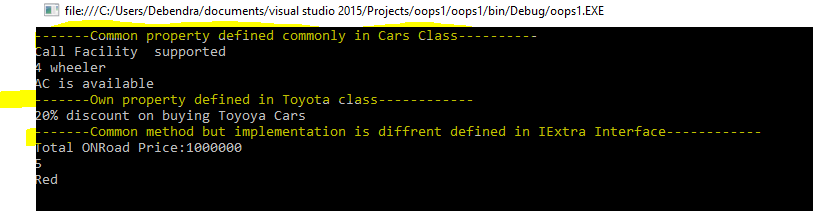 file:///C:/Users/Debendra/documents/visual studio 2015/Projects/oops1/oops1/bin/Debug/oops1.EXE
-------Common property defined commonly in Cars Class----------
Call Facility  supported
4 wheeler
AC is available
-------Own property defined in Toyota class------------
20% discount on buying Toyoya Cars
-------Common method but implementation is diffrent defined in IExtra Interface------------
Total ONRoad Price:1000000
5
Red